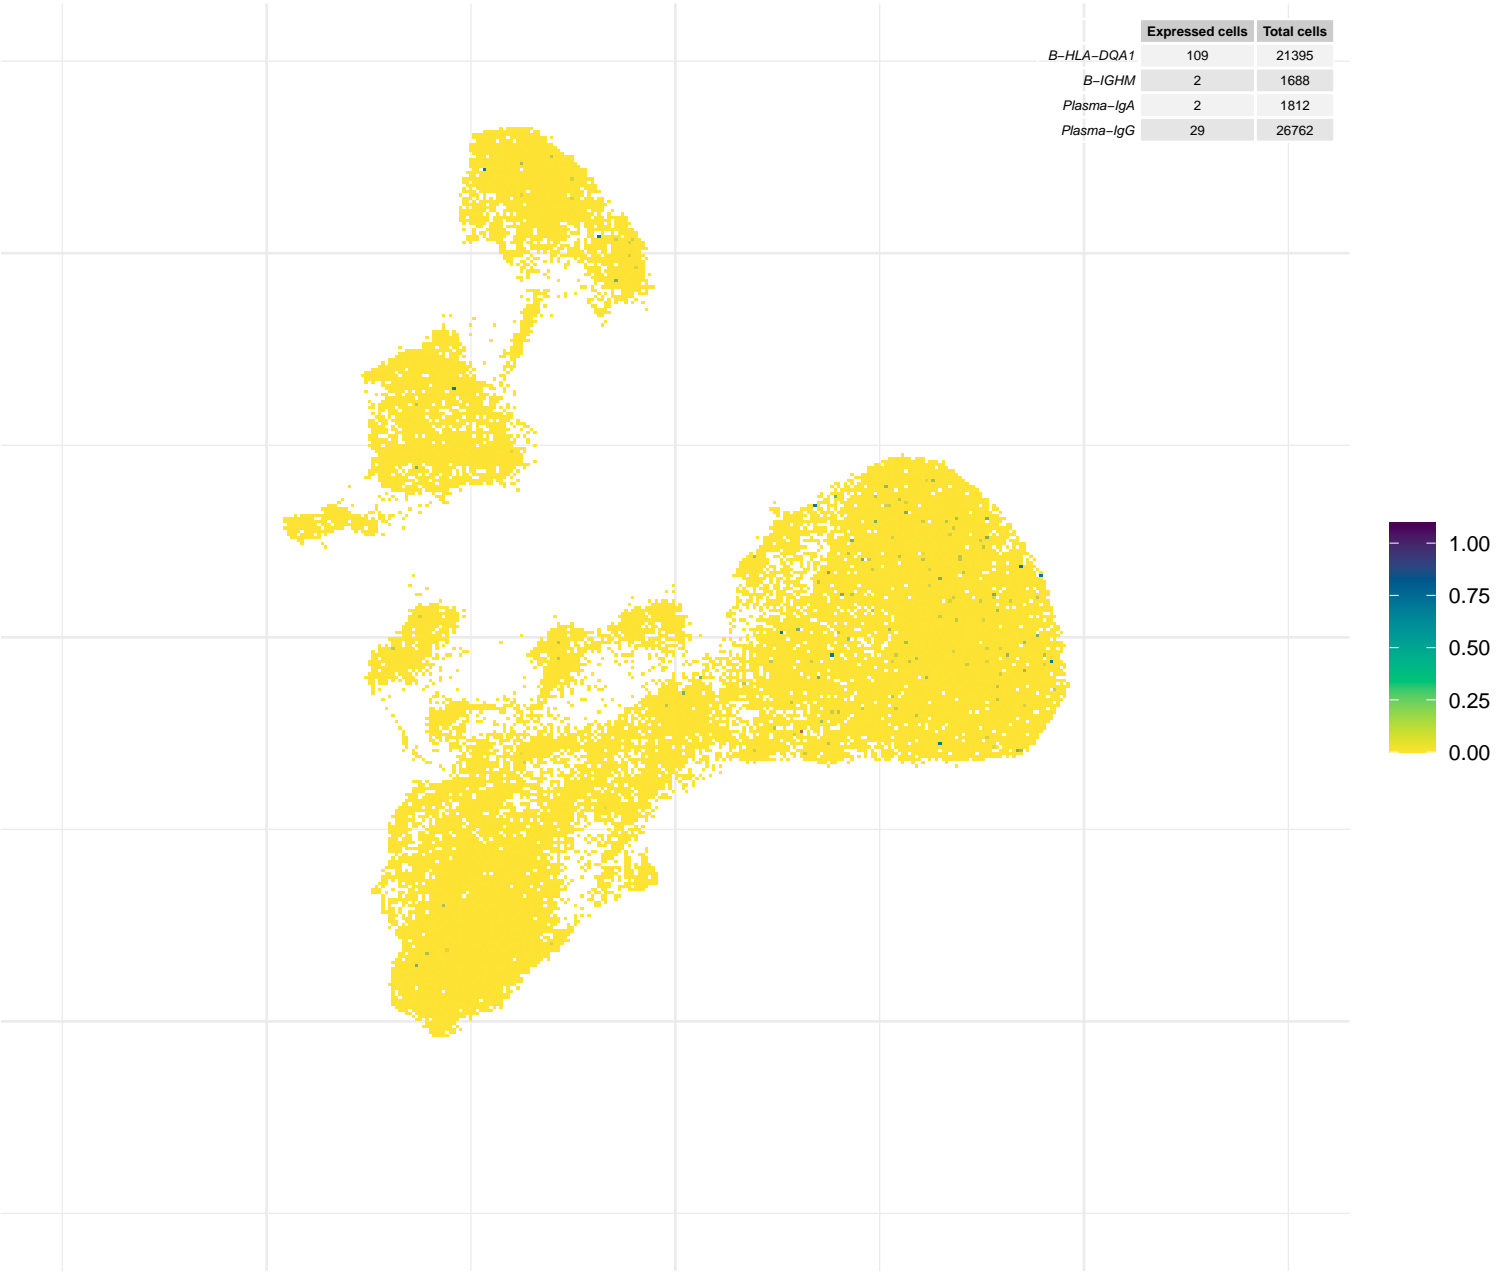 Expressed cells Total cells
B−HLA−DQA1 109 21395
B−IGHM 2 1688
Plasma−IgA 2 1812
Plasma−IgG 29 26762
1.00
0.75
0.50
0.25
0.00